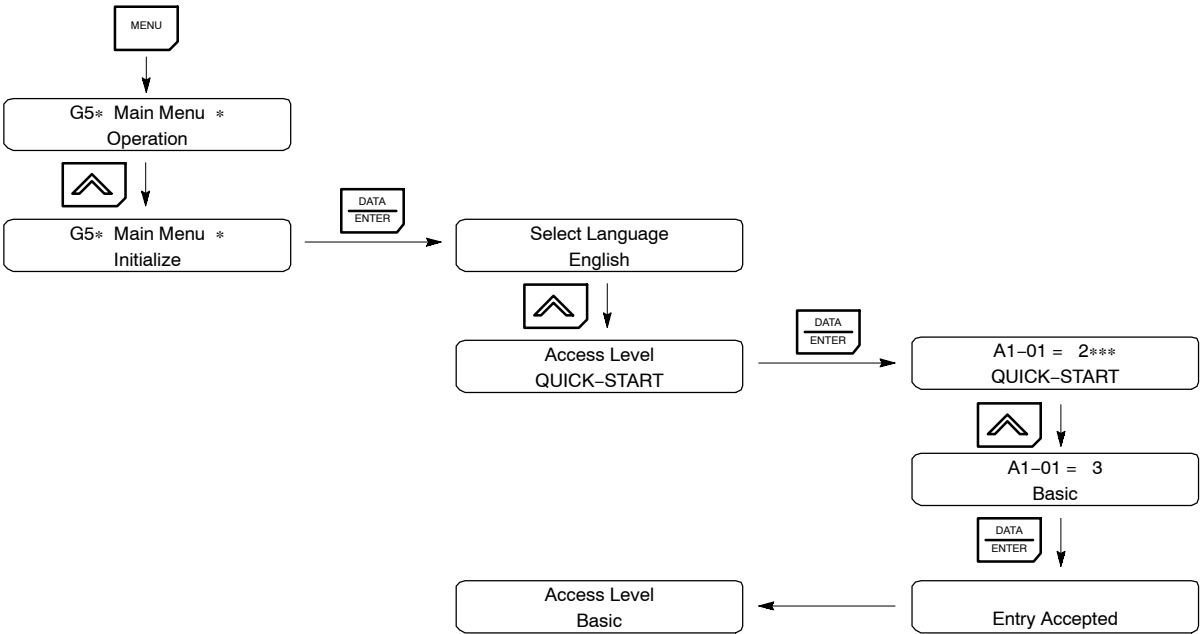 MENU
G5∗ Main Menu ∗
Operation
G5∗ Main Menu ∗
Initialize
DATA
ENTER
Select Language
English
Access Level
QUICK−START
DATA
ENTER
A1−01 = 2∗∗∗
QUICK−START
A1−01 = 3
Basic
DATA
ENTER
Entry Accepted
Access Level
Basic